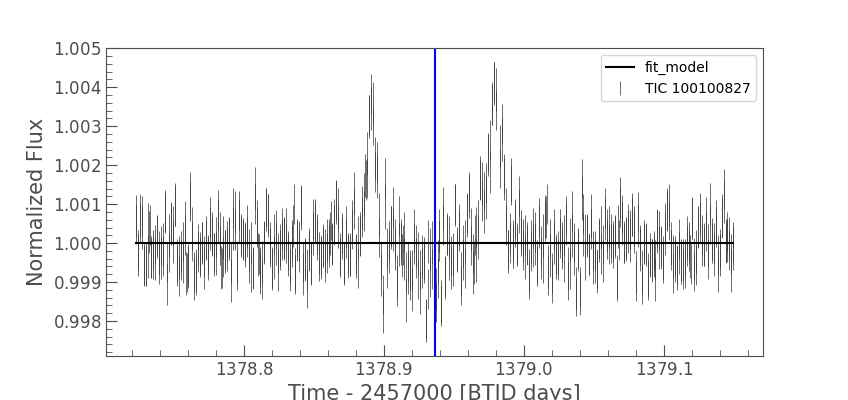 1.005
1.004
1.003
1.002
1.001
1.000
0.999
0.998
Normalized Flux
fit_model
TIC 100100827
1378.8 1378.9 1379.0 1379.1
Time - 2457000 [BTJD days]